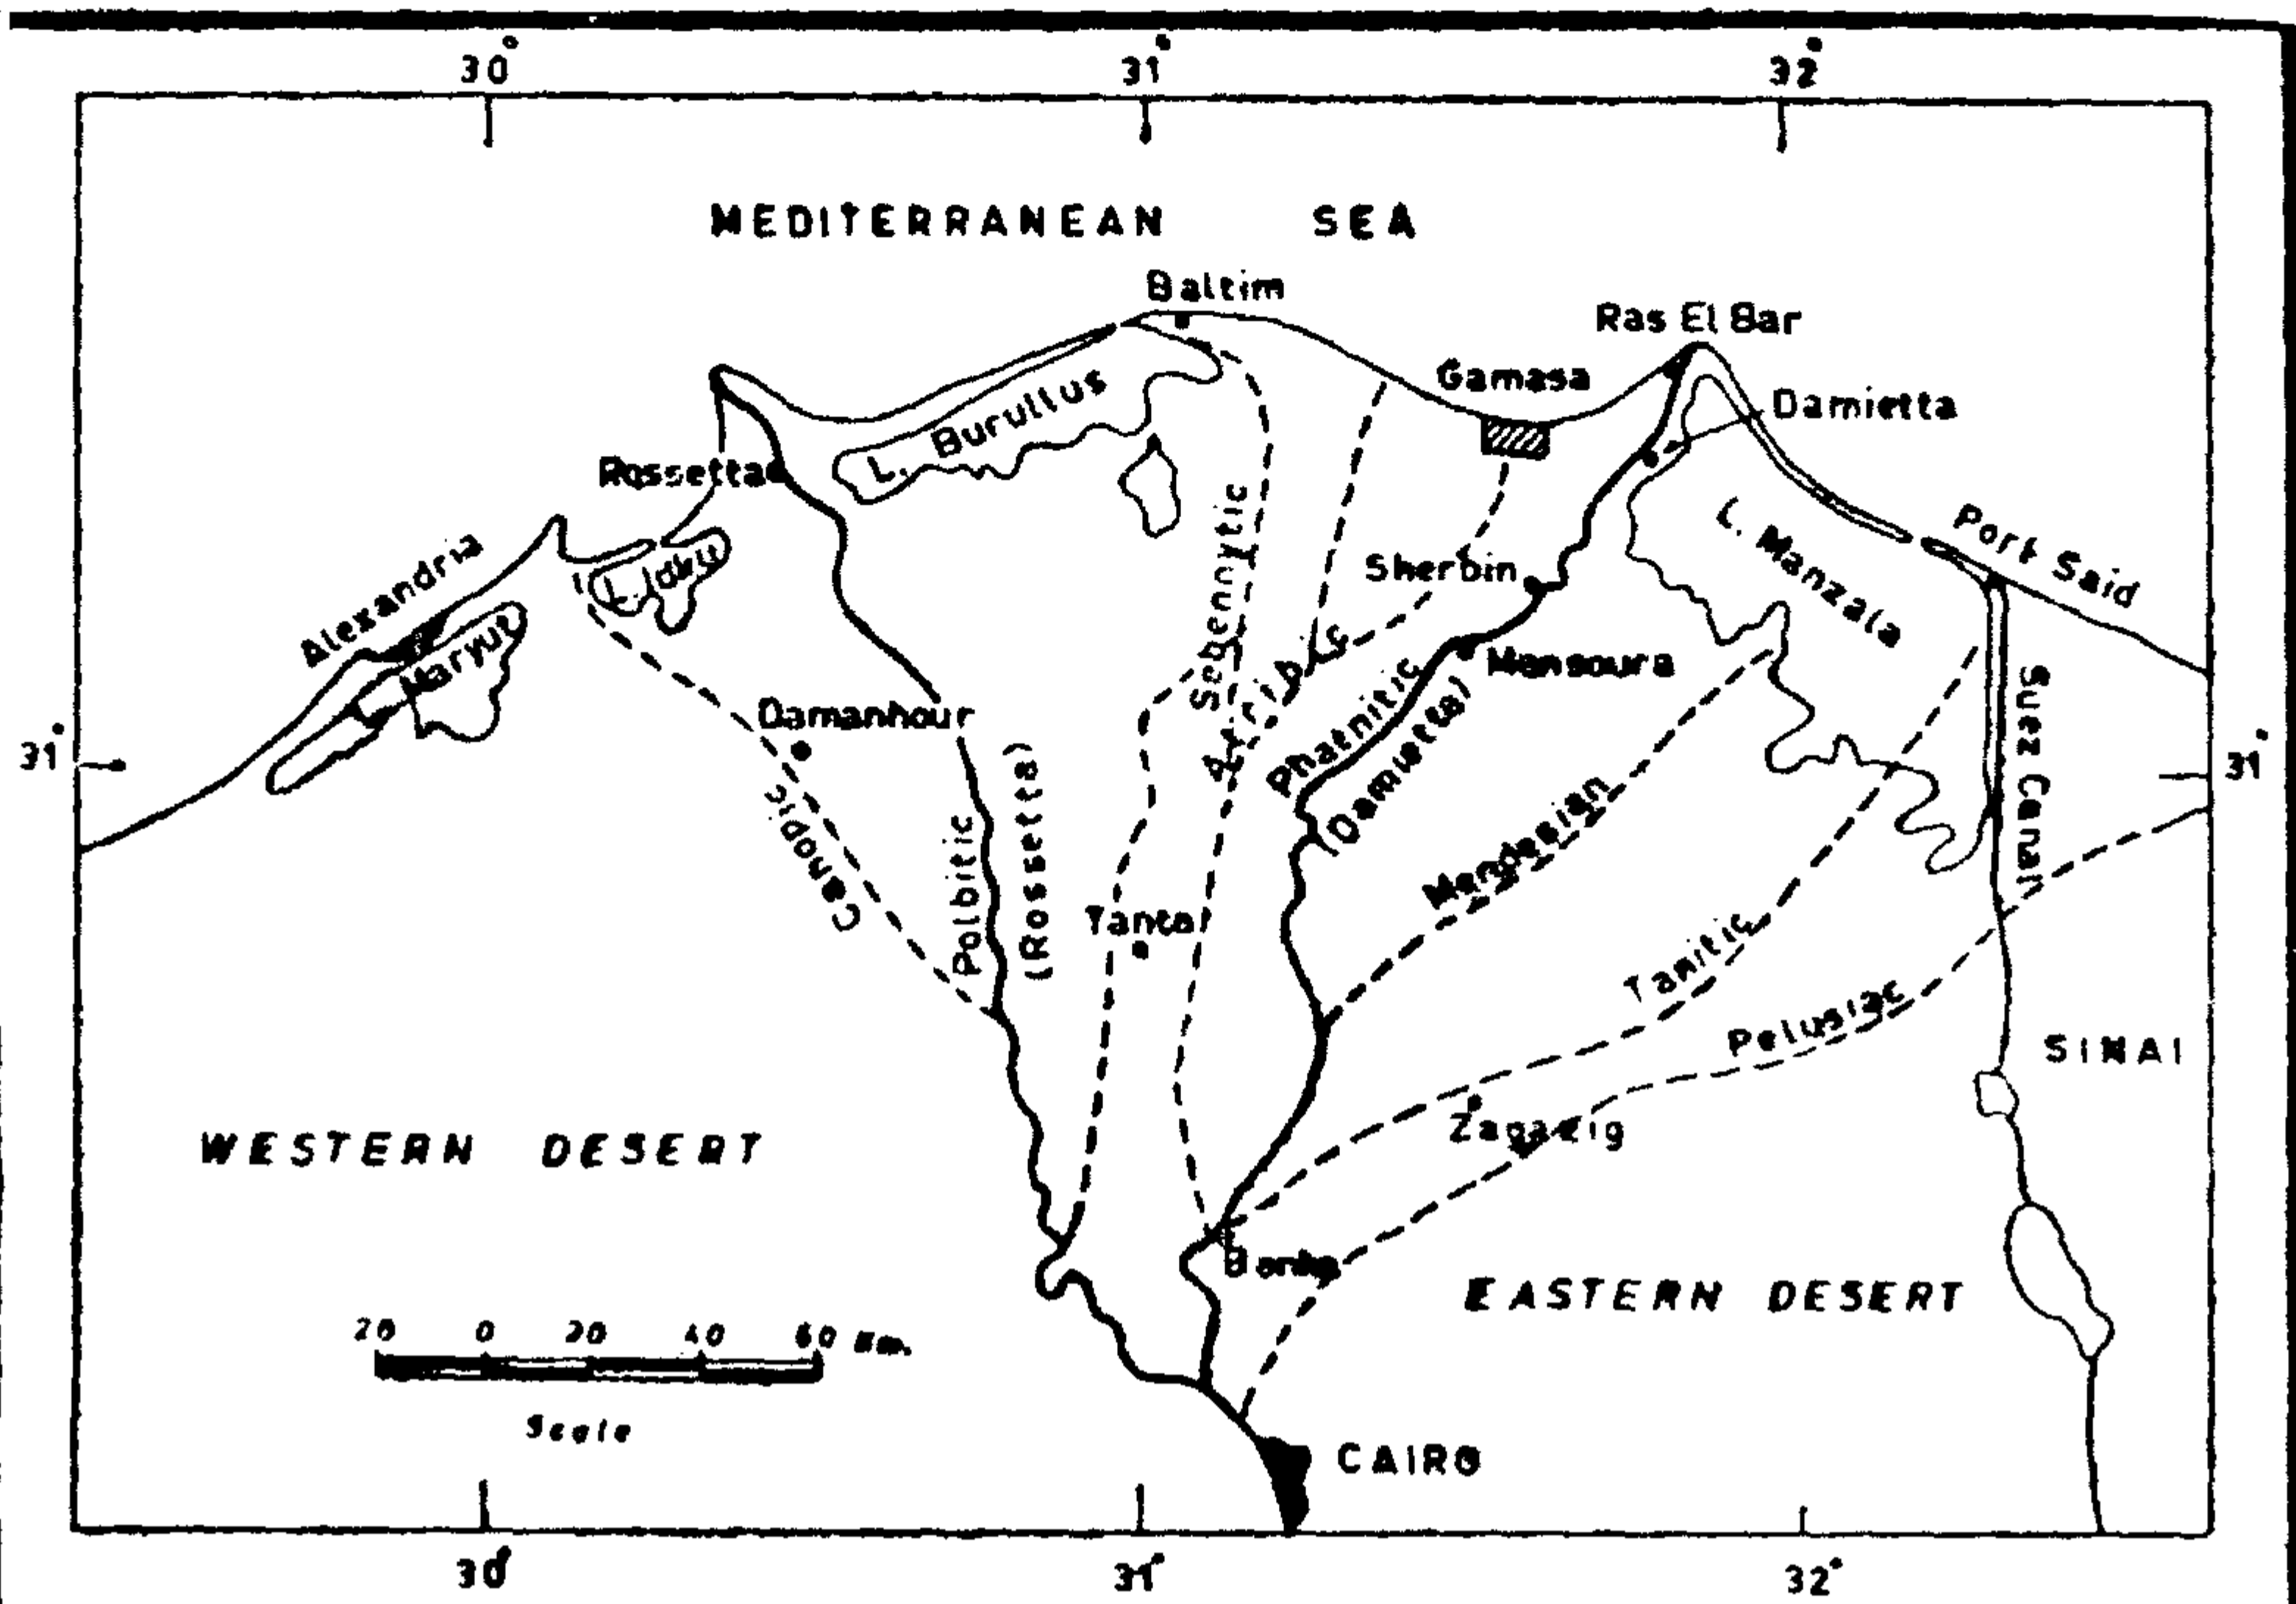 30°
31°
32°
MEDITERRANEAN SEA
Baltim
Ras El Bar
Gamasa
Damietta
L. Burullus
Rossetta
L. Manzala
Port Said
Alexandria
L. Idku
Sherbin
Maryut
Sebennytic
Mansoura
Phatnitic
(Damietta)
Damanhour
Suez Canal
31°
31°
Canopic
Polbitic
(Rossetta)
Mendesian
Tanta
Tanitic
Pelusiac
SINAI
WESTERN DESERT
Zagazig
Benha
EASTERN DESERT
20 0 20 40 60 Km.
Scale
CAIRO
30°
31°
32°